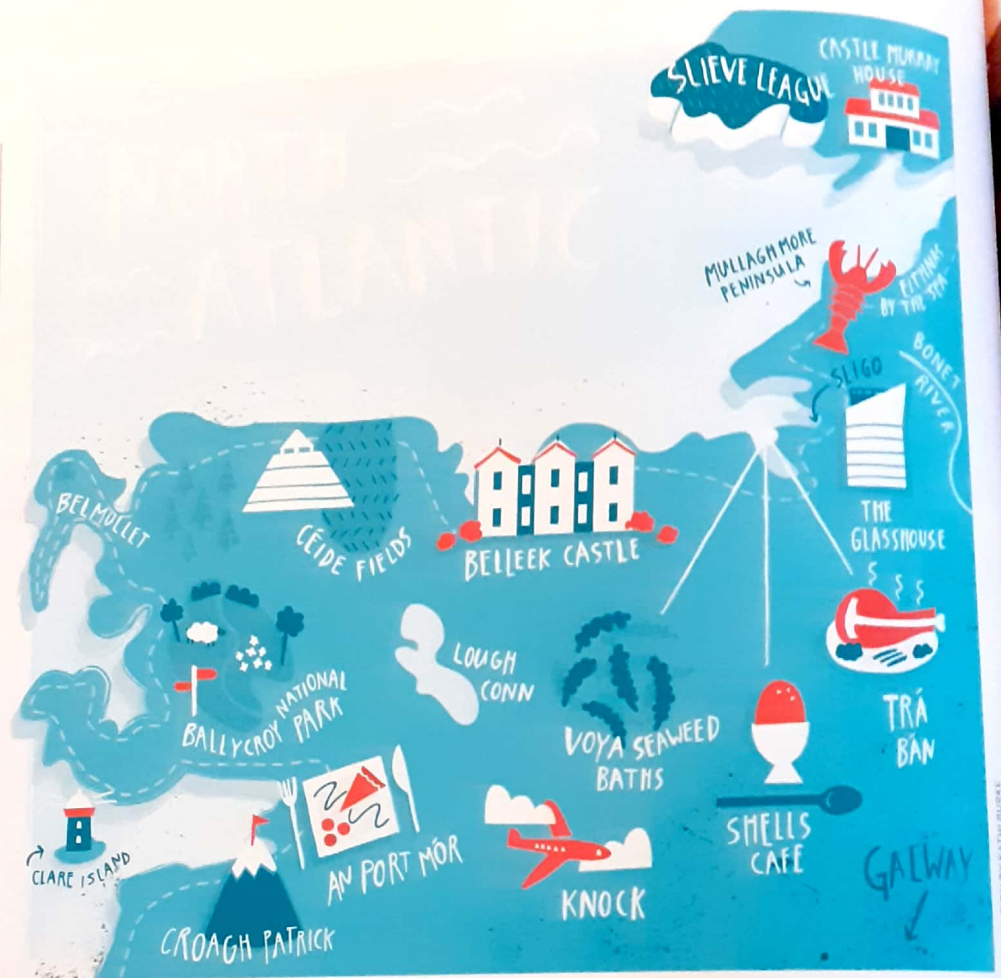 SLIEVE LEAGUE
CASTLE MURRAY
HOUSE
NORTH
ATLANTIC
MULLAGHMORE
PENINSULA
EITHNAS
BY THE SEA
BONET
RIVER
SLIGO
BELMULLET
CÉIDE FIELDS
BELLEEK CASTLE
THE
GLASSHOUSE
LOUGH
CONN
BALLYCROY NATIONAL
PARK
VOYA SEAWEED
BATHS
TRÁ
BÁN
CLARE ISLAND
AN PORT MÓR
SHELLS
CAFE
KNOCK
GALWAY
CROAGH PATRICK